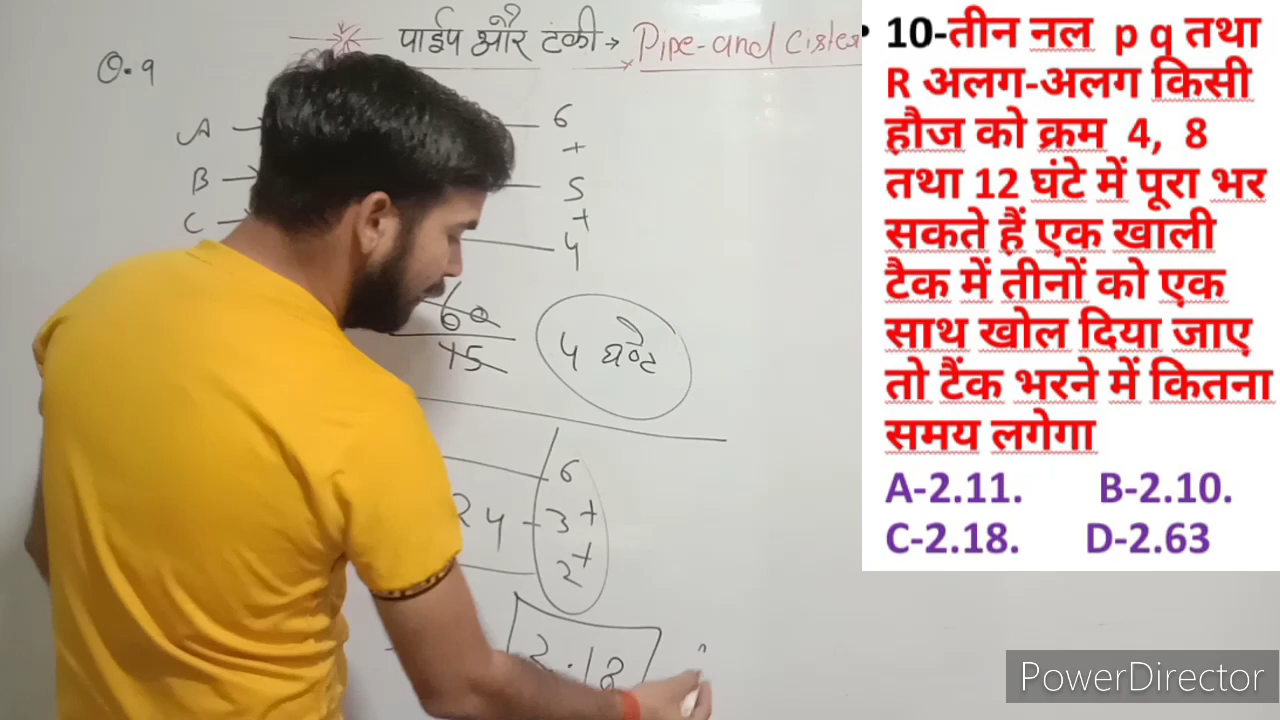 पाईप और टंकी → Pipe-and Cister
Q.9
A 6
+
B 5
+
C 4
60
15
4 घण्टे
6
24 3+
2+
2.18
• 10-तीन नल p q तथा
R अलग-अलग किसी
हौज को क्रम 4, 8
तथा 12 घंटे में पूरा भर
सकते हैं एक खाली
टैक में तीनों को एक
साथ खोल दिया जाए
तो टैंक भरने में कितना
समय लगेगा
A-2.11. B-2.10.
C-2.18. D-2.63
PowerDirector